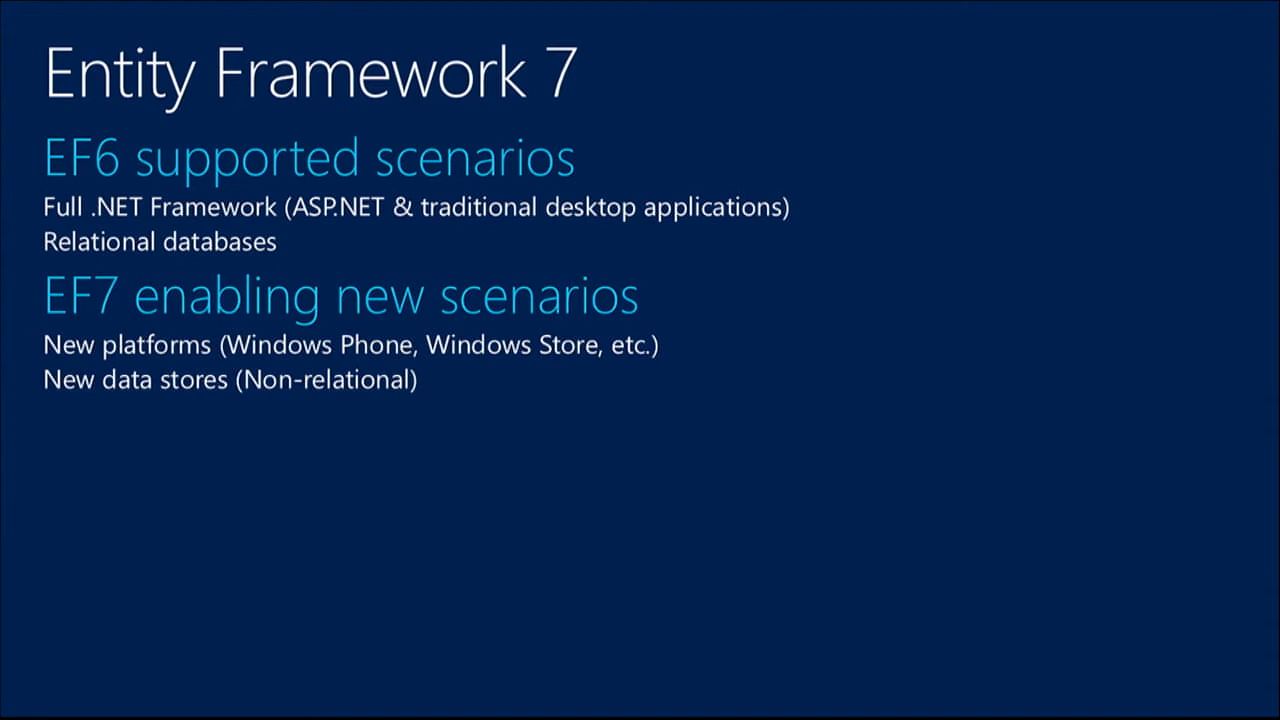 Entity Framework 7
EF6 supported scenarios
Full .NET Framework (ASP.NET & traditional desktop applications)
Relational databases
EF7 enabling new scenarios
New platforms (Windows Phone, Windows Store, etc.)
New data stores (Non-relational)